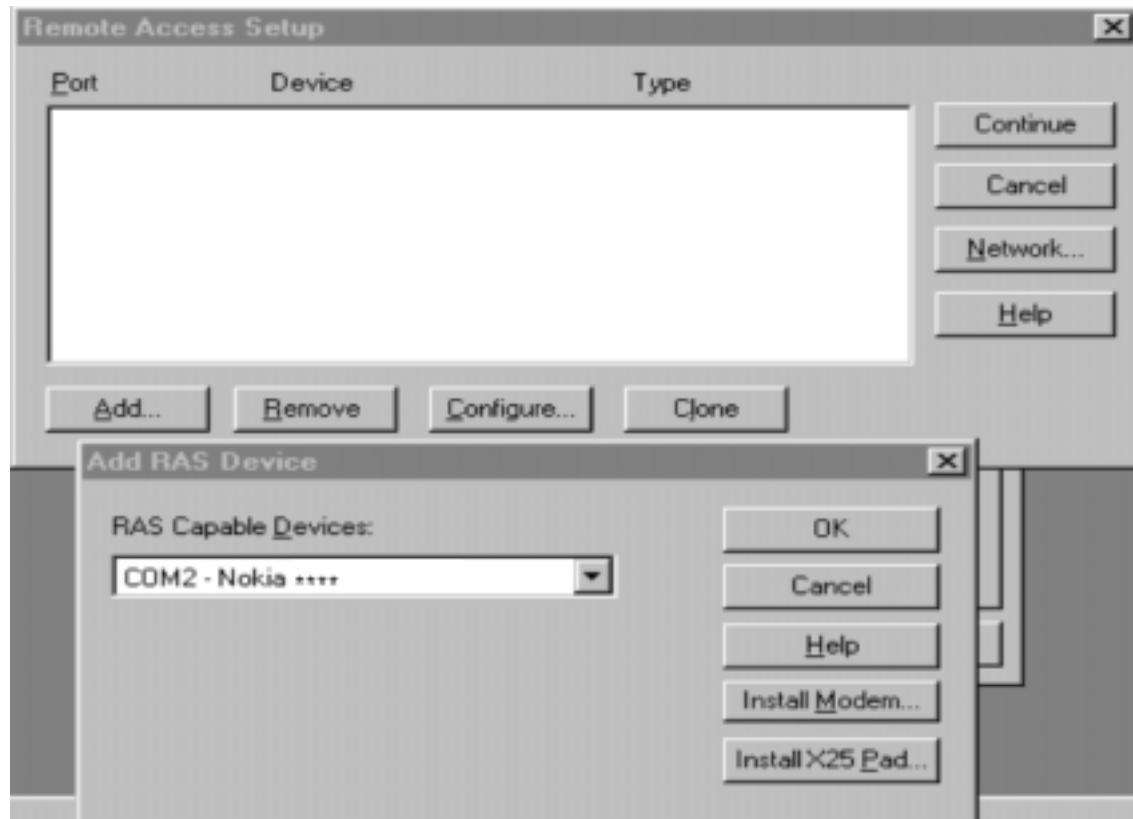 Remote Access Setup
Port Device Type
Continue
Cancel
Network...
Help
Add... Remove Configure... Clone
Add RAS Device
RAS Capable Devices:
COM2 - Nokia ****
OK
Cancel
Help
Install Modem...
Install X25 Pad...